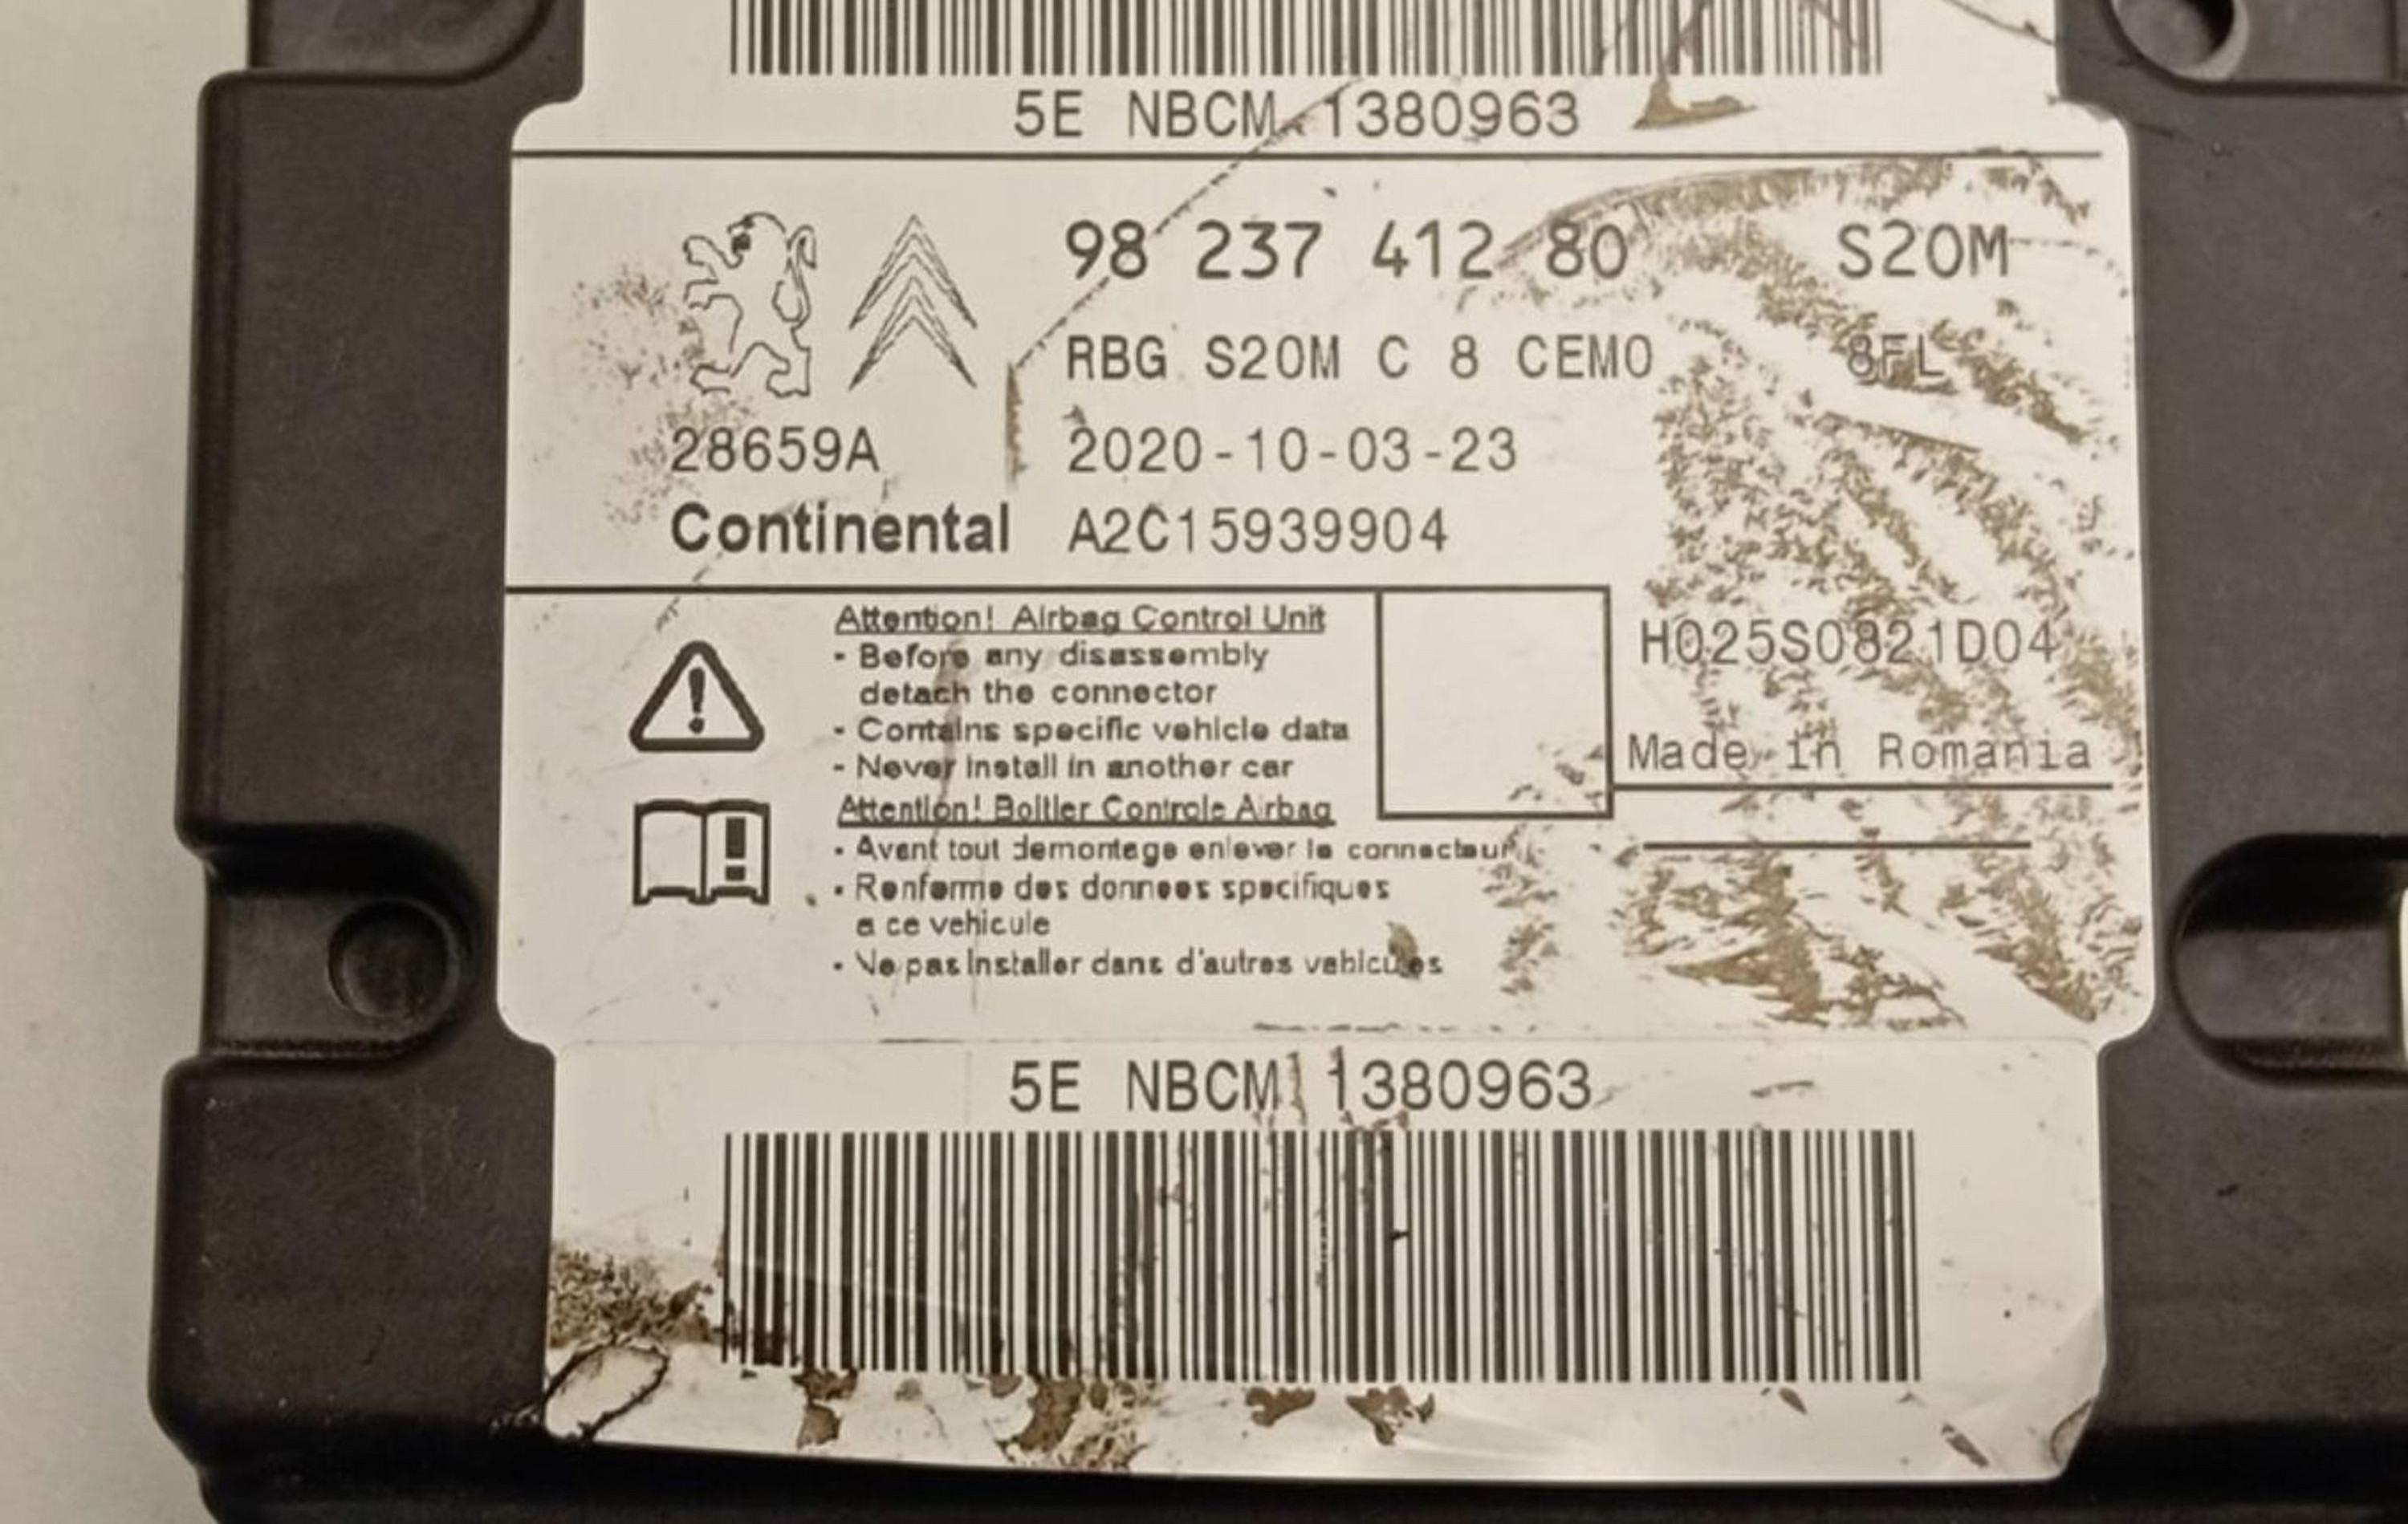 5E NBCM 1380963
98 237 412 80 S20M
RBG S20M C 8 CEMO 8FL
28659A 2020-10-03-23
Continental A2C15939904
Attention! Airbag Control Unit
- Before any disassembly
detach the connector
- Contains specific vehicle data
- Never install in another car
H025S0821D04
Made in Romania
Attention! Boitier Controle Airbag
- Avant tout demontage enlever le connecteur
- Renferme des donnees specifiques
a ce vehicule
- Ne pas installer dans d'autres vehicules
5E NBCM 1380963